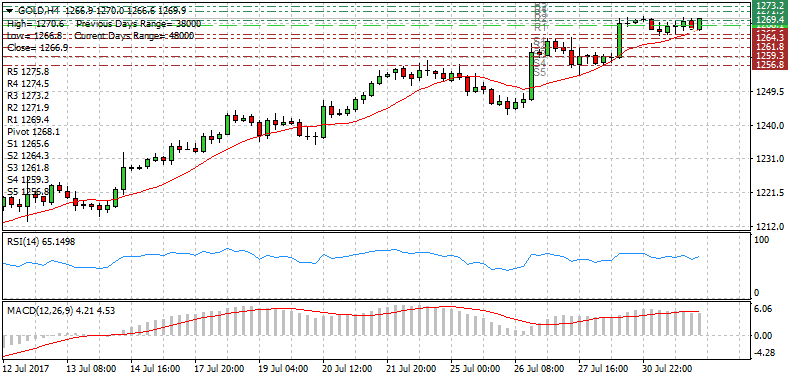 GOLD,H4 1266.9 1270.0 1266.6 1269.9
High= 1270.6 Previous Days Range= 38000
Low= 1266.8 Current Days Range= 48000
Close= 1266.9
R5 1275.8
R4 1274.5
R3 1273.2
R2 1271.9
R1 1269.4
Pivot 1268.1
S1 1265.6
S2 1264.3
S3 1261.8
S4 1259.3
S5 1256.8
R1
S4
S5
1273.2
1269.4
1264.3
1261.8
1259.3
1256.8
1249.5
1240.0
1231.0
1221.5
1212.0
RSI(14) 65.1498
100
0
MACD(12,26,9) 4.21 4.53
6.06
0.00
-4.28
12 Jul 2017
13 Jul 08:00
14 Jul 16:00
17 Jul 20:00
19 Jul 04:00
20 Jul 12:00
21 Jul 20:00
25 Jul 00:00
26 Jul 08:00
27 Jul 16:00
30 Jul 22:00